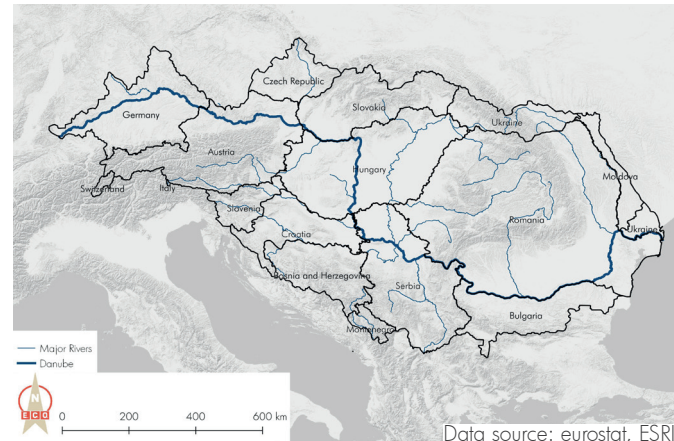 Czech Republic
Slovakia
Germany
Ukraine
Austria
Hungary
Moldova
Switzerland
Italy
Slovenia
Romania
Ukraine
Croatia
Bosnia and Herzegovina
Serbia
Bulgaria
Montenegro
Major Rivers
Danube
N
ECO
0 200 400 600 km
Data source: eurostat, ESRI